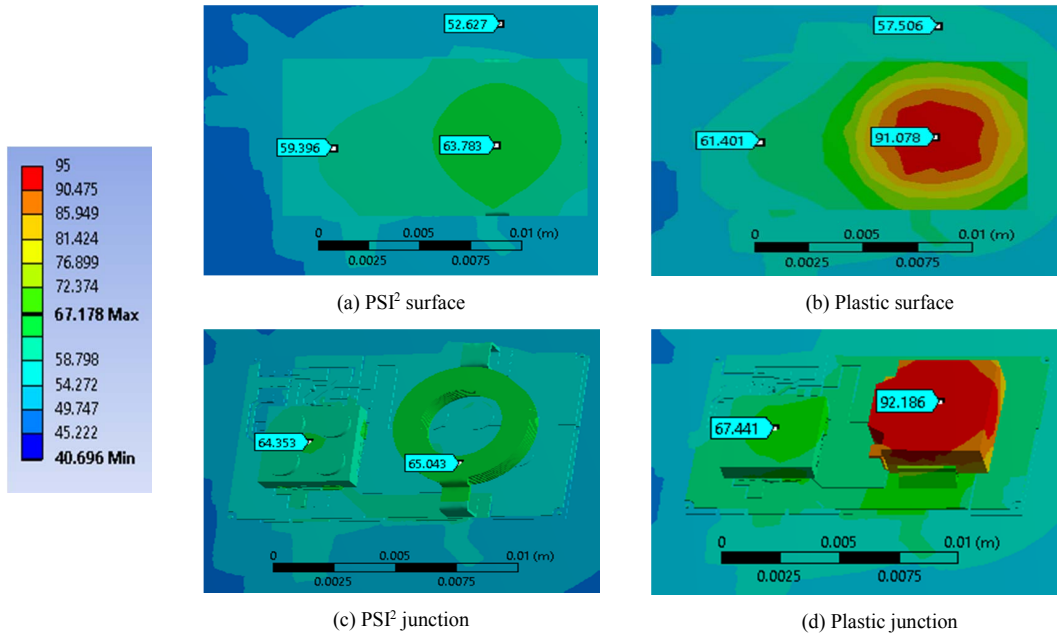 95
90.475
85.949
81.424
76.899
72.374
67.178 Max
58.798
54.272
49.747
45.222
40.696 Min
52.627
59.396
63.783
0 0.005 0.01 (m)
0.0025 0.0075
(a) PSI² surface
57.506
61.401
91.078
0 0.005 0.01 (m)
0.0025 0.0075
(b) Plastic surface
64.353
65.043
0 0.005 0.01 (m)
0.0025 0.0075
(c) PSI² junction
67.441
92.186
0 0.005 0.01 (m)
0.0025 0.0075
(d) Plastic junction